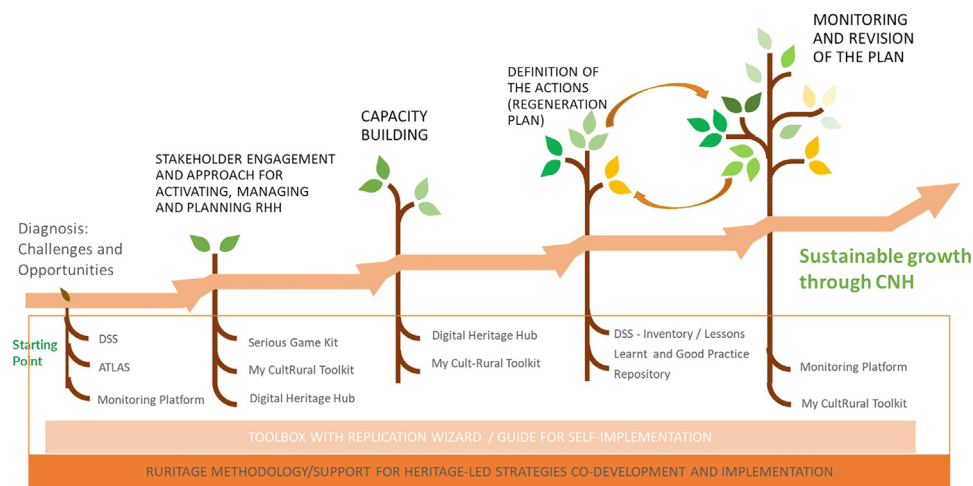 MONITORING
AND REVISION
OF THE PLAN
DEFINITION OF
THE ACTIONS
(REGENERATION
PLAN)
CAPACITY
BUILDING
STAKEHOLDER ENGAGEMENT
AND APPROACH FOR
ACTIVATING, MANAGING
AND PLANNING RHH
Diagnosis:
Challenges and
Opportunities
Sustainable growth
through CNH
Starting
Point
DSS
ATLAS
Monitoring Platform
Serious Game Kit
My CultRural Toolkit
Digital Heritage Hub
Digital Heritage Hub
My Cult-Rural Toolkit
DSS - Inventory / Lessons
Learnt and Good Practice
Repository
Monitoring Platform
My CultRural Toolkit
TOOLBOX WITH REPLICATION WIZARD / GUIDE FOR SELF-IMPLEMENTATION
RURITAGE METHODOLOGY/SUPPORT FOR HERITAGE-LED STRATEGIES CO-DEVELOPMENT AND IMPLEMENTATION